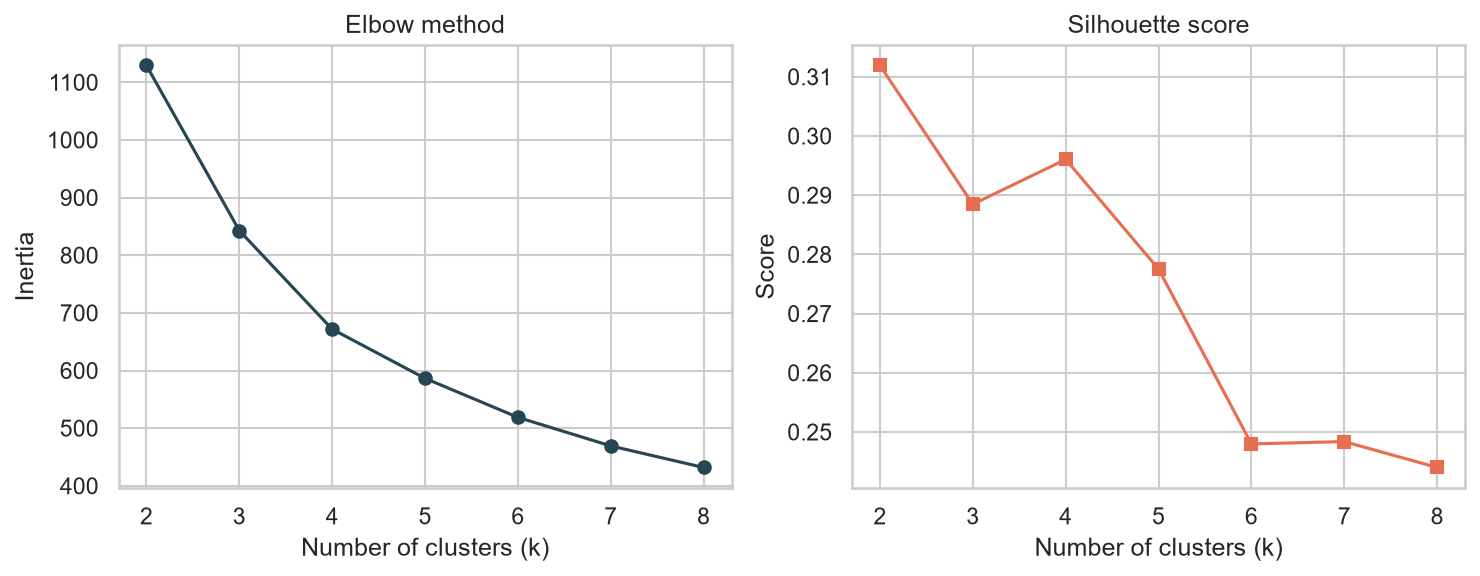 Elbow method
1100
1000
900
800
700
600
500
400
Inertia
2 3 4 5 6 7 8
Number of clusters (k)
Silhouette score
0.31
0.30
0.29
0.28
0.27
0.26
0.25
Score
2 3 4 5 6 7 8
Number of clusters (k)